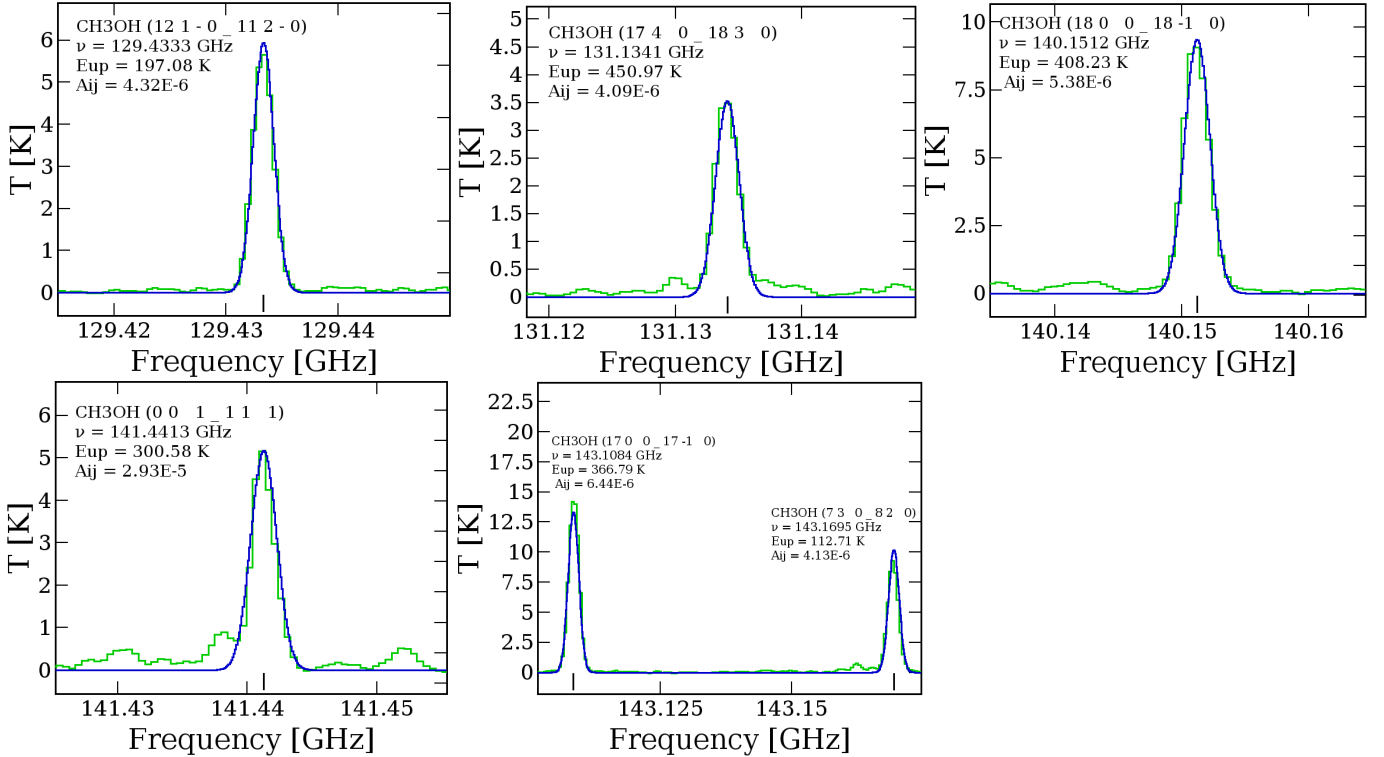 CH3OH (12 1 - 0 _ 11 2 - 0)
ν = 129.4333 GHz
Eup = 197.08 K
Aij = 4.32E-6
6
5
4
3
2
1
0
T [K]
129.42
129.43
129.44
Frequency [GHz]
CH3OH (17 4 0 _ 18 3 0)
ν = 131.1341 GHz
Eup = 450.97 K
Aij = 4.09E-6
5
4.5
4
3.5
3
2.5
2
1.5
1
0.5
0
T [K]
131.12
131.13
131.14
Frequency [GHz]
CH3OH (18 0 0 _ 18 -1 0)
ν = 140.1512 GHz
Eup = 408.23 K
Aij = 5.38E-6
10
7.5
5
2.5
0
T [K]
140.14
140.15
140.16
Frequency [GHz]
CH3OH (0 0 1 _ 1 1 1)
ν = 141.4413 GHz
Eup = 300.58 K
Aij = 2.93E-5
6
5
4
3
2
1
0
T [K]
141.43
141.44
141.45
Frequency [GHz]
22.5
20
17.5
15
12.5
10
7.5
5
2.5
0
T [K]
CH3OH (17 0 0 _ 17 -1 0)
ν = 143.1084 GHz
Eup = 366.79 K
Aij = 6.44E-6
CH3OH (7 3 0 _ 8 2 0)
ν = 143.1695 GHz
Eup = 112.71 K
Aij = 4.13E-6
143.125
143.15
Frequency [GHz]